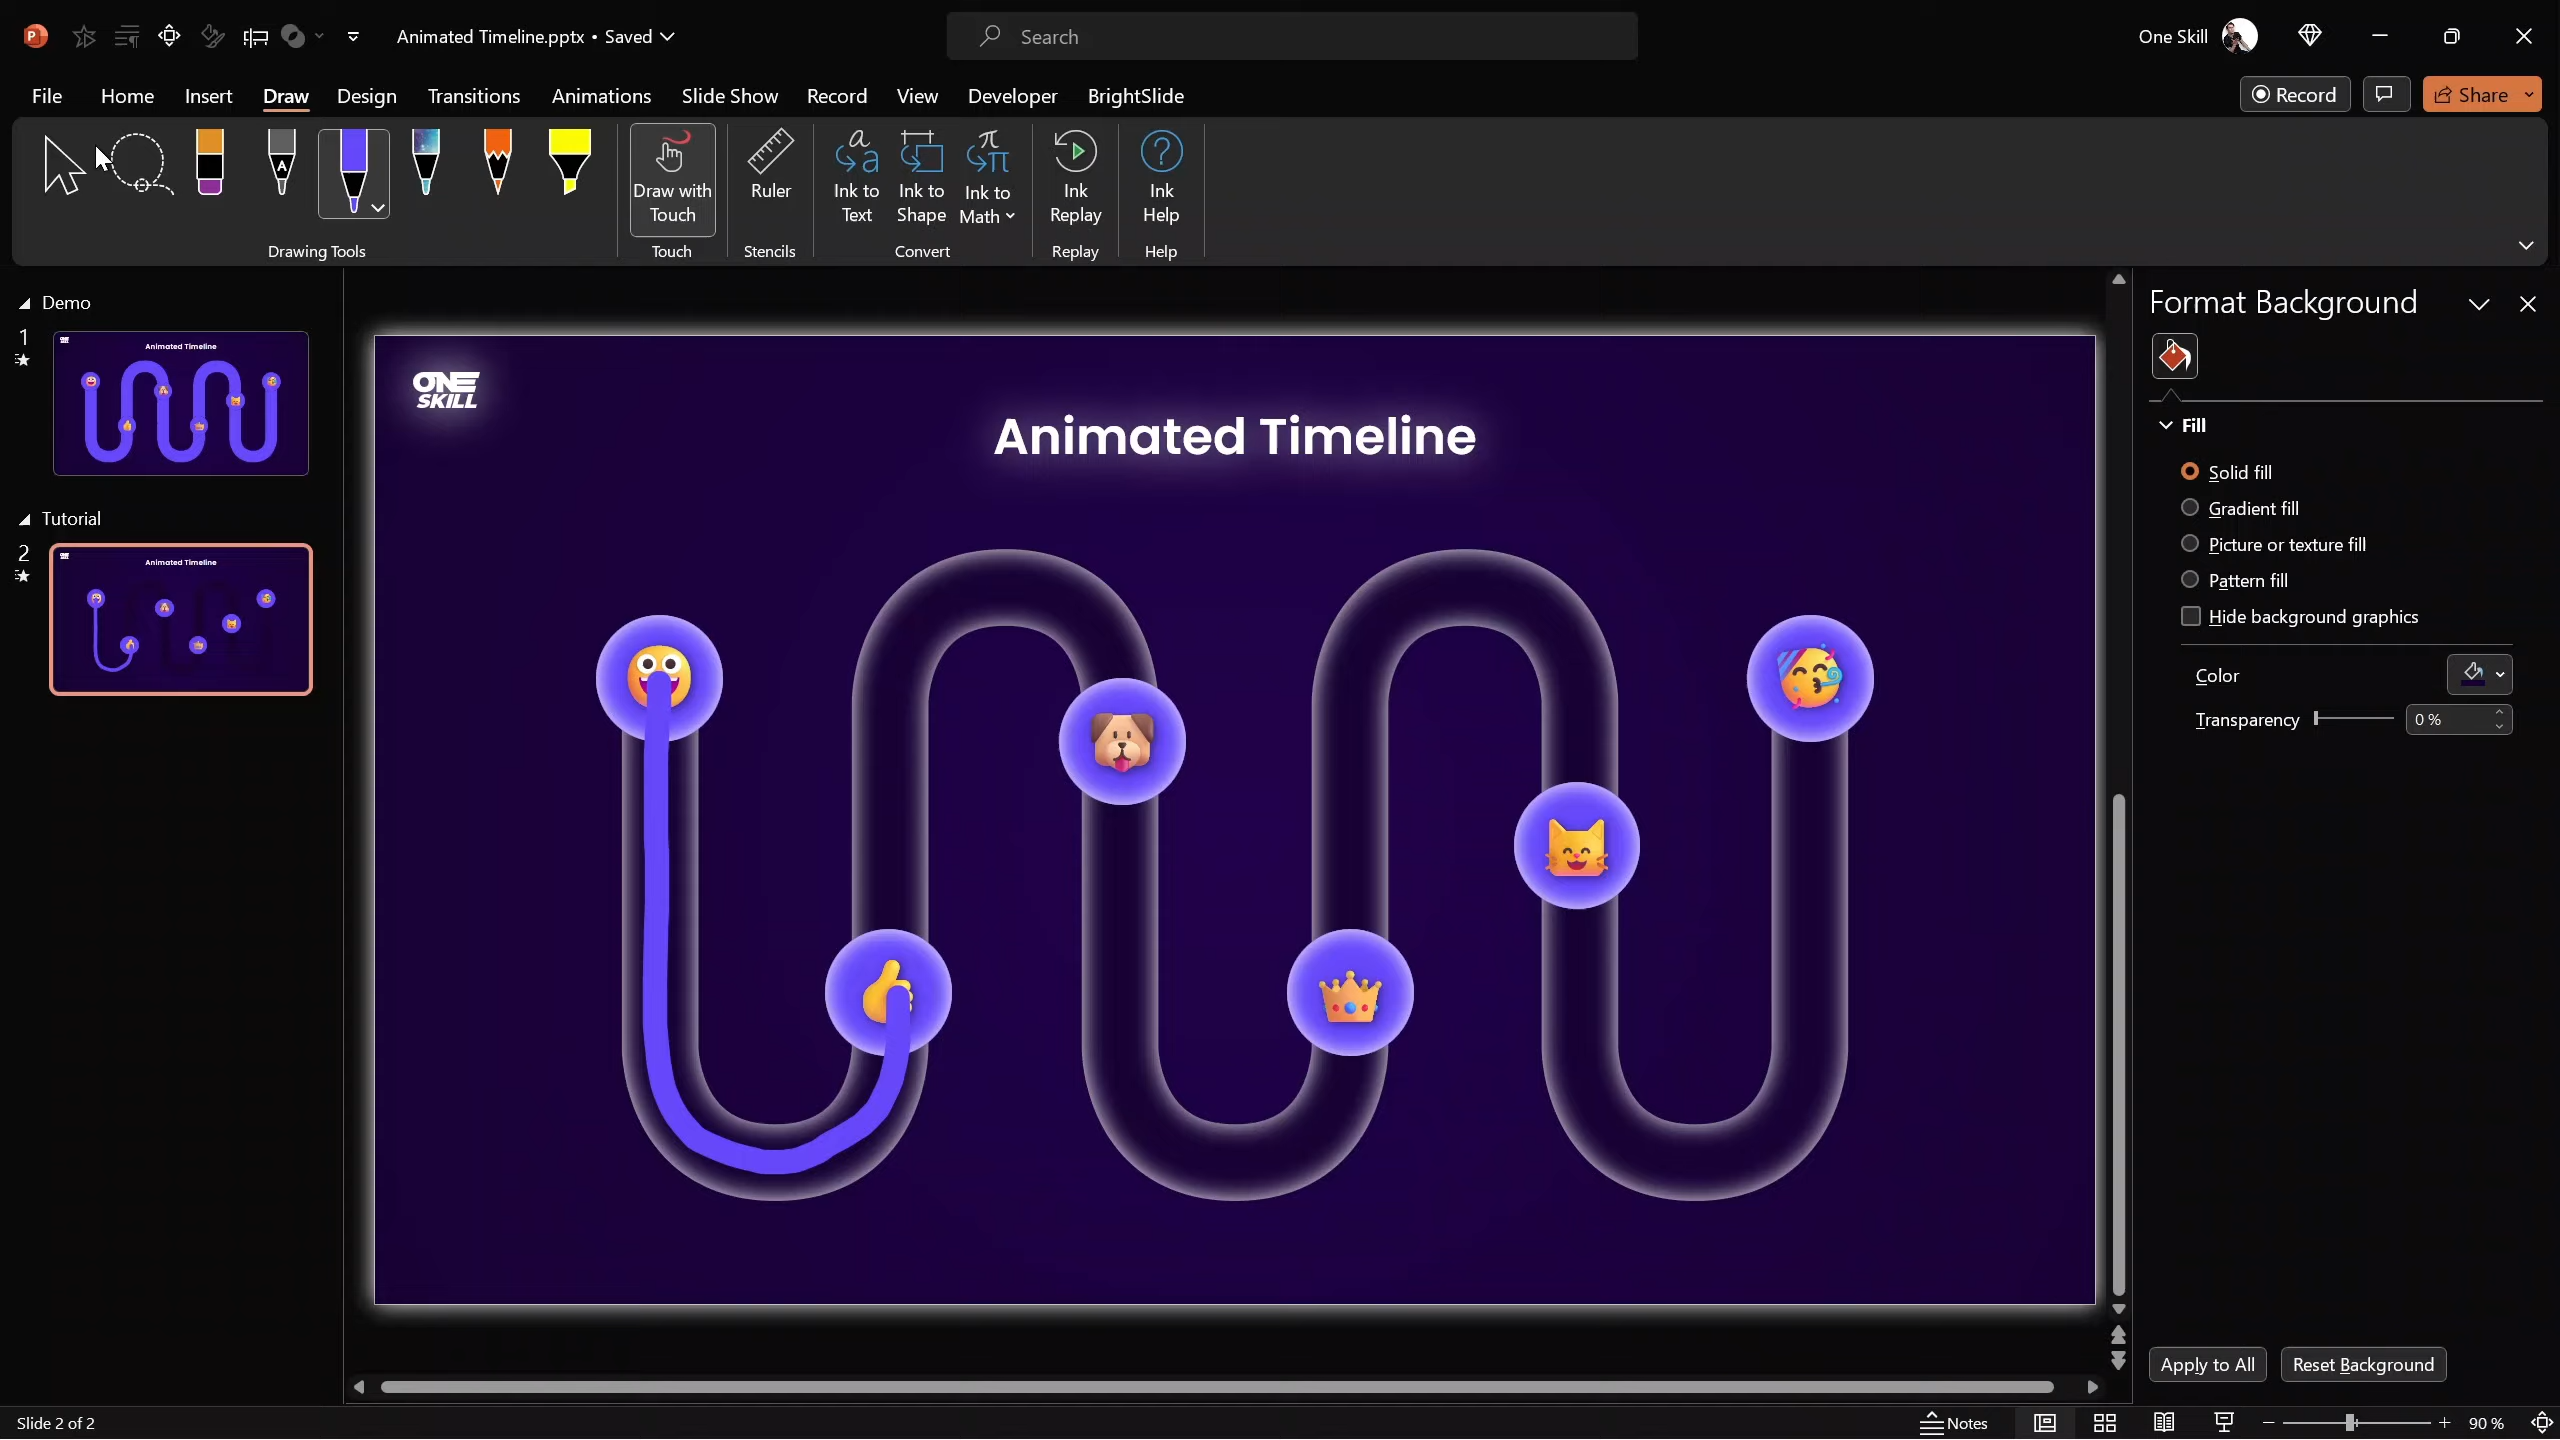 Animated Timeline.pptx • Saved
Search
One Skill
File Home Insert Draw Design Transitions Animations Slide Show Record View Developer BrightSlide
Record
Share
Draw with Touch
Ruler
Ink to Text
Ink to Shape
Ink to Math
Ink Replay
Ink Help
Drawing Tools
Touch
Stencils
Convert
Replay
Help
Demo
1
Animated Timeline
Tutorial
2
Animated Timeline
ONE
SKILL
Animated Timeline
Format Background
Fill
Solid fill
Gradient fill
Picture or texture fill
Pattern fill
Hide background graphics
Color
Transparency 0 %
Apply to All
Reset Background
Slide 2 of 2
Notes
90 %